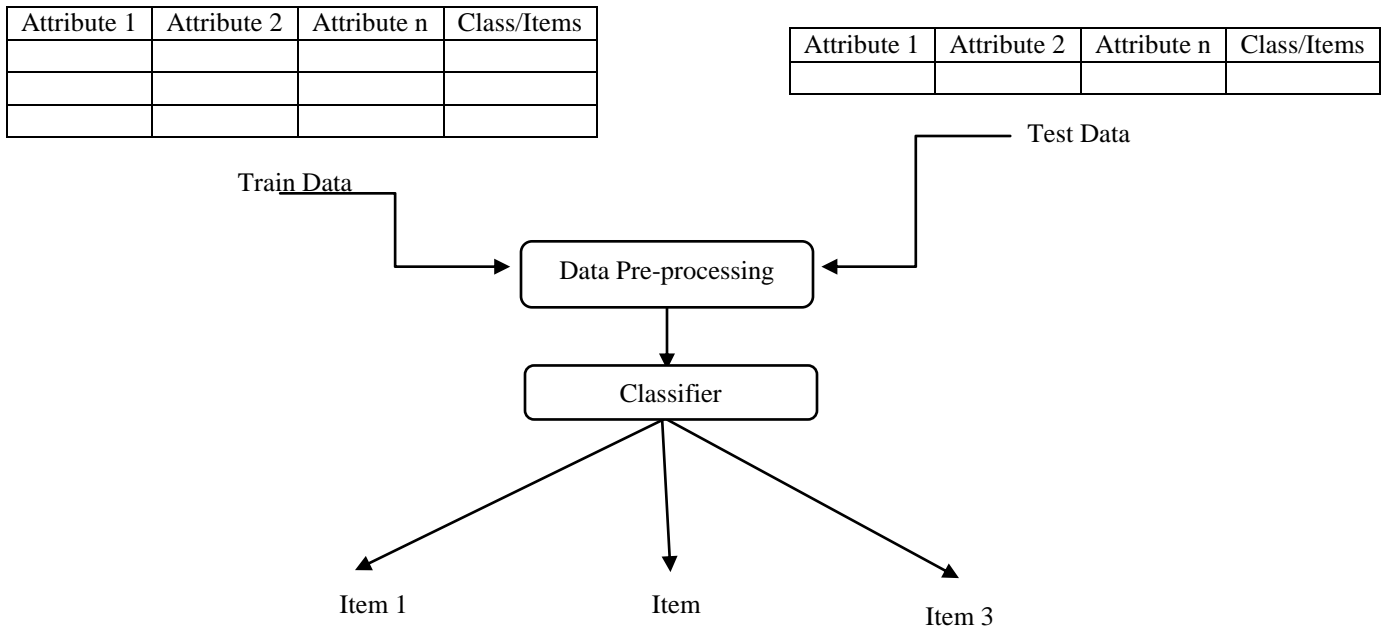 Attribute 1 Attribute 2 Attribute n Class/Items
Attribute 1 Attribute 2 Attribute n Class/Items
Test Data
Train Data
Data Pre-processing
Classifier
Item 1
Item
Item 3